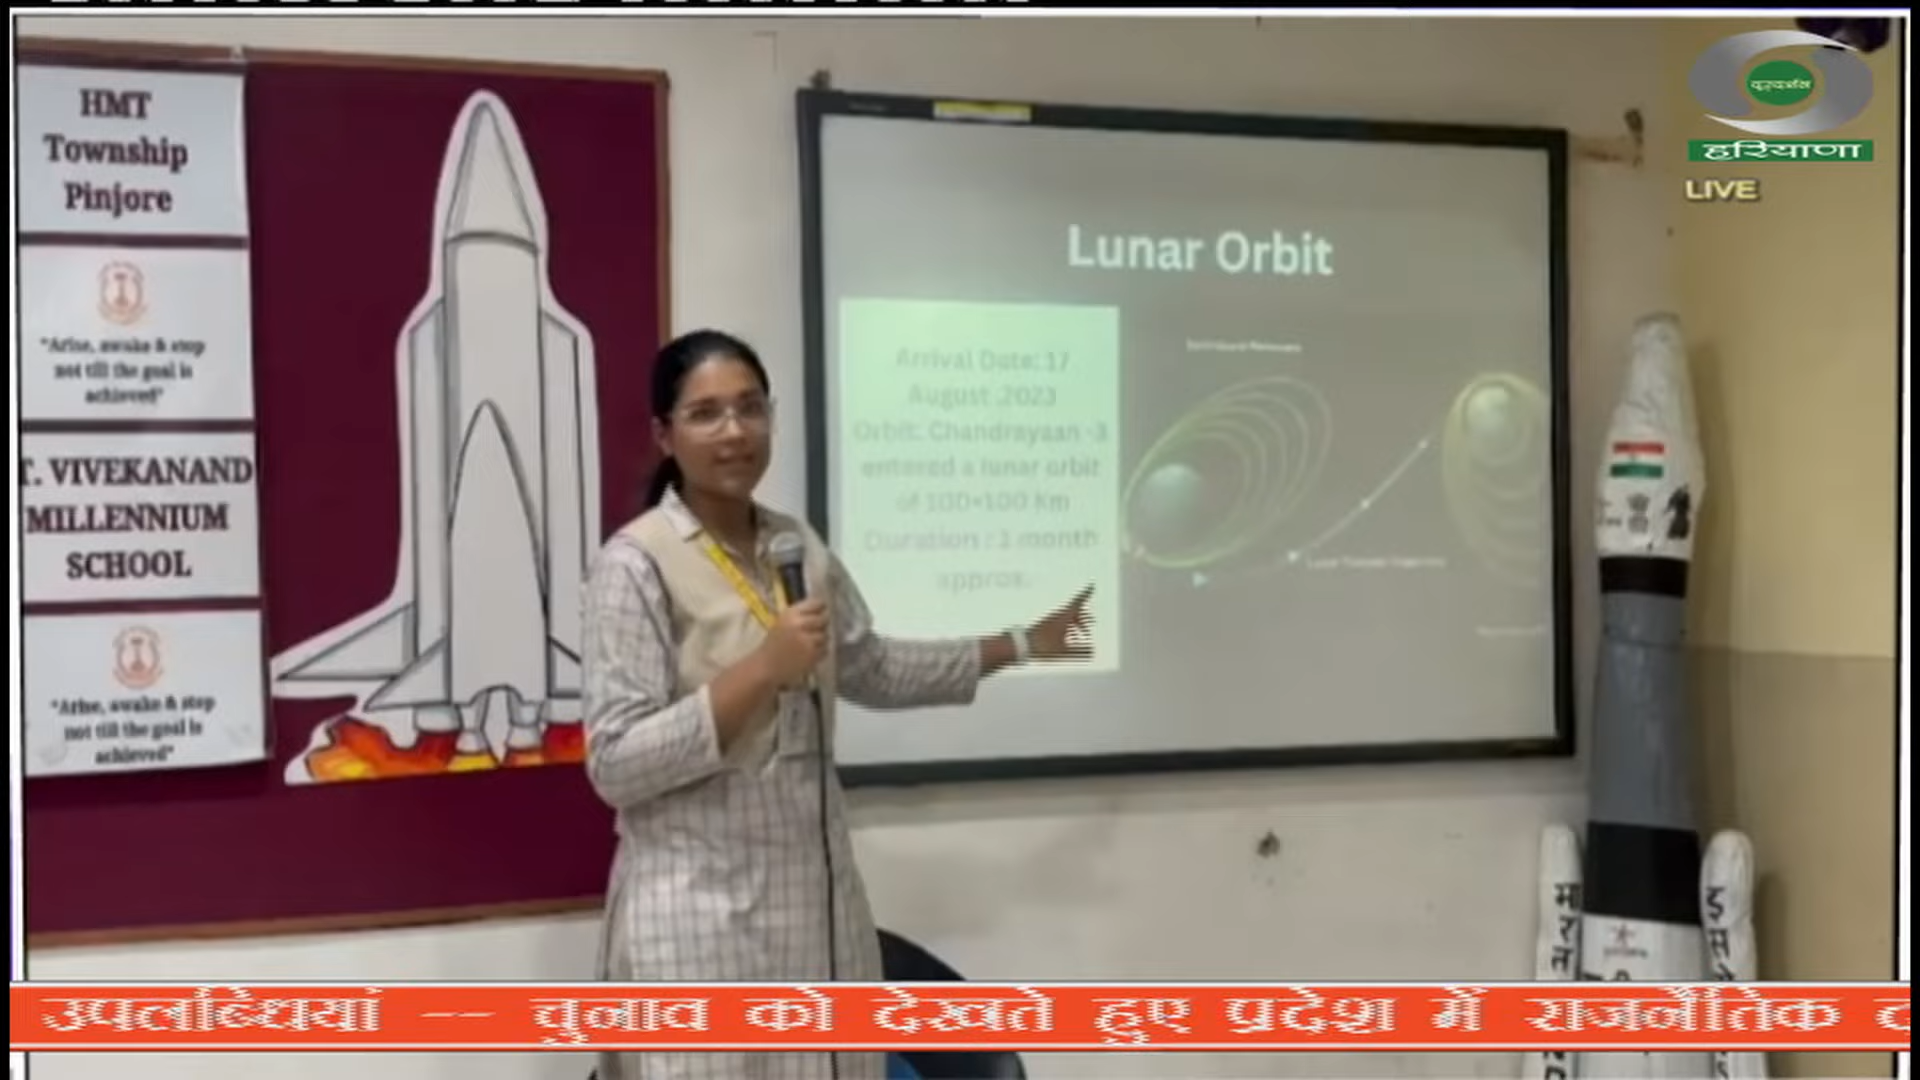 HMT
Township
Pinjore
"Arise, awake & stop
not till the goal is
achieved"
T. VIVEKANAND
MILLENNIUM
SCHOOL
"Arise, awake & stop
not till the goal is
achieved"
Lunar Orbit
Arrival Date: 17
August ,2023
Orbit: Chandrayaan -3
entered a lunar orbit
of 100×100 Km
Duration : 1 month
approx.
दूरदर्शन
हरियाणा
LIVE
उपलब्धियां -- चुनाव को देखते हुए प्रदेश में राजनैतिक